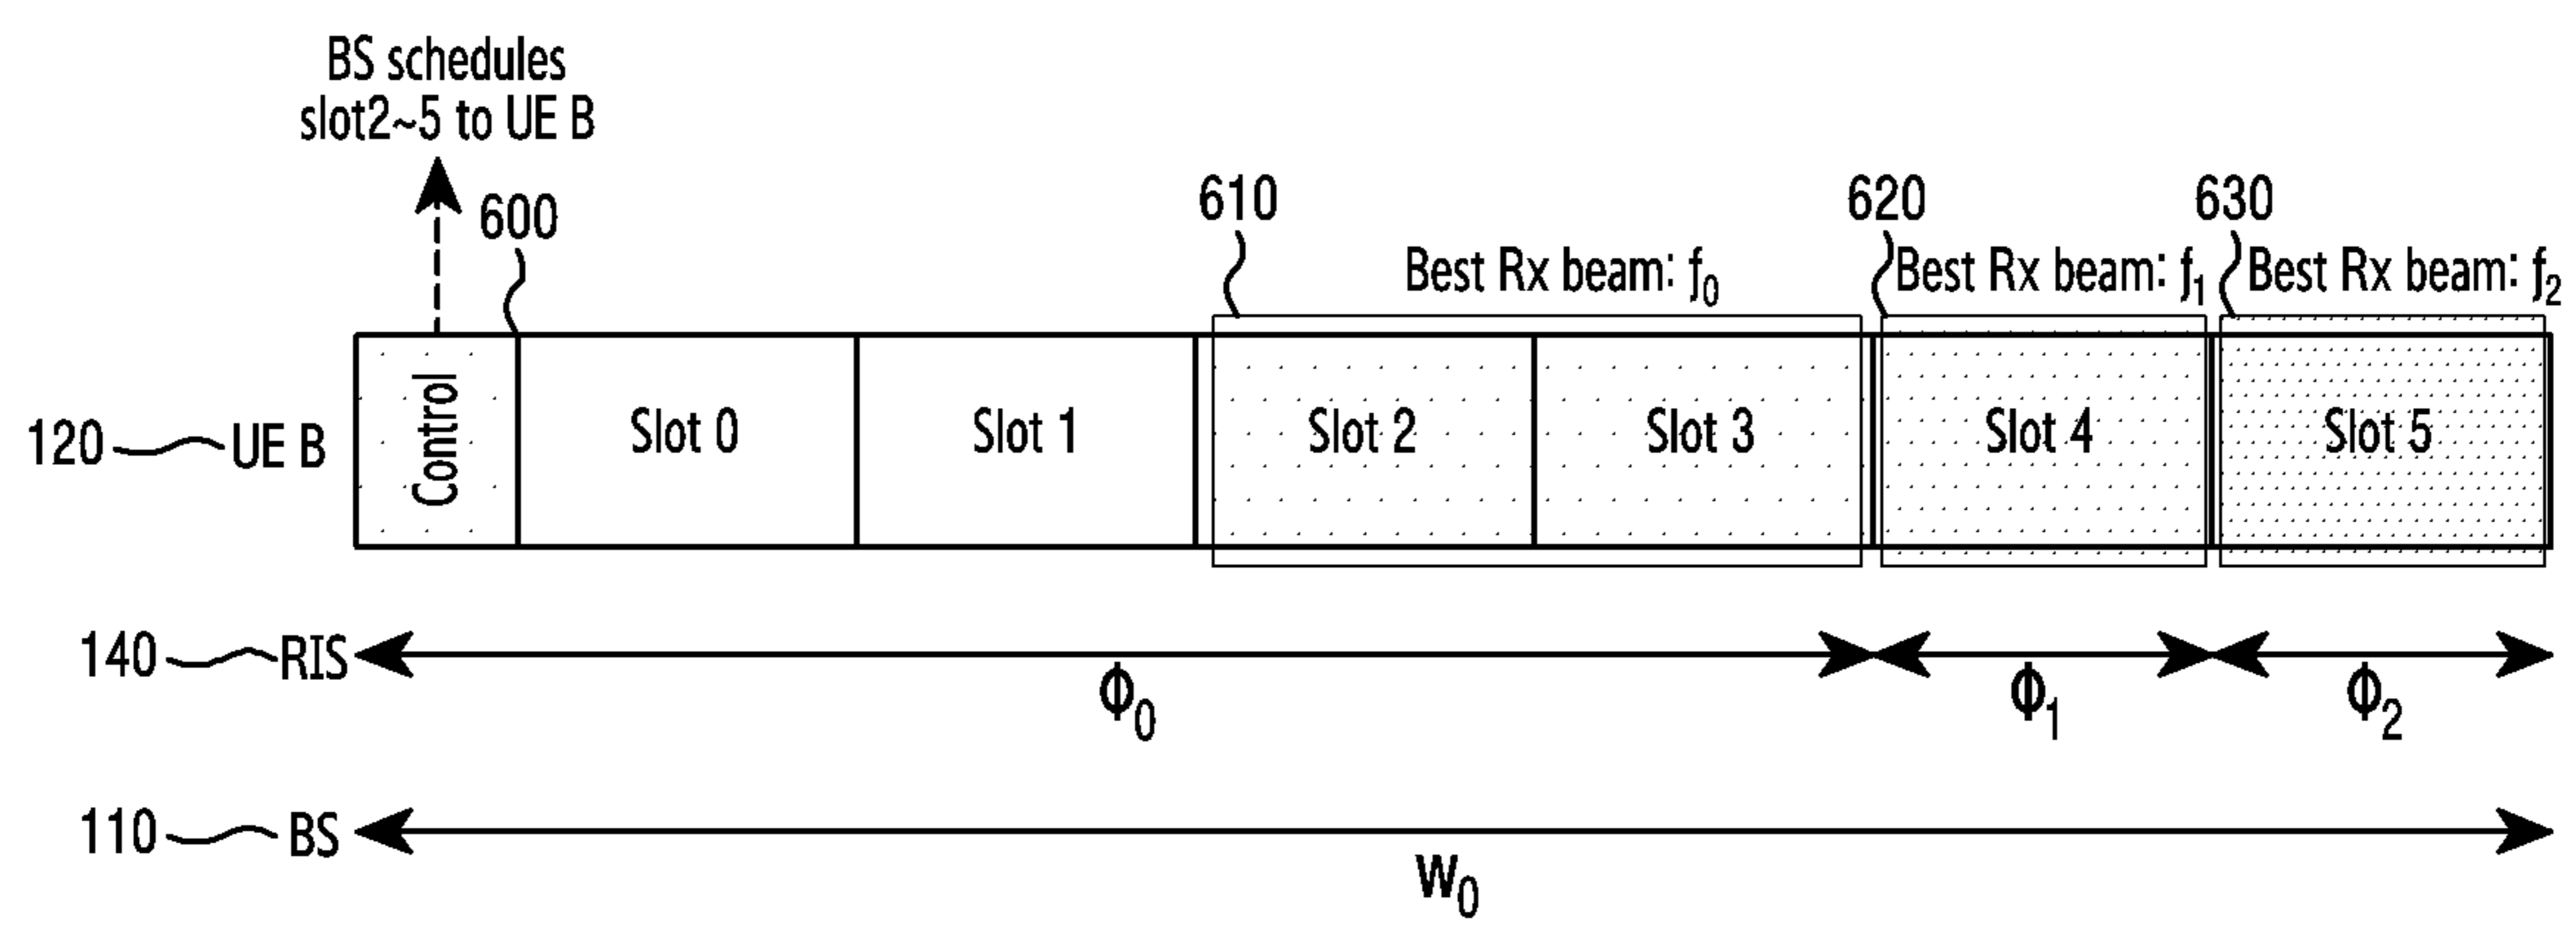 BS schedules
slot2~5 to UE B
600
610
620
630
Best Rx beam: f0
Best Rx beam: f1
Best Rx beam: f2
120
UE B
Control
Slot 0
Slot 1
Slot 2
Slot 3
Slot 4
Slot 5
140
RIS
Φ0
Φ1
Φ2
110
BS
W0